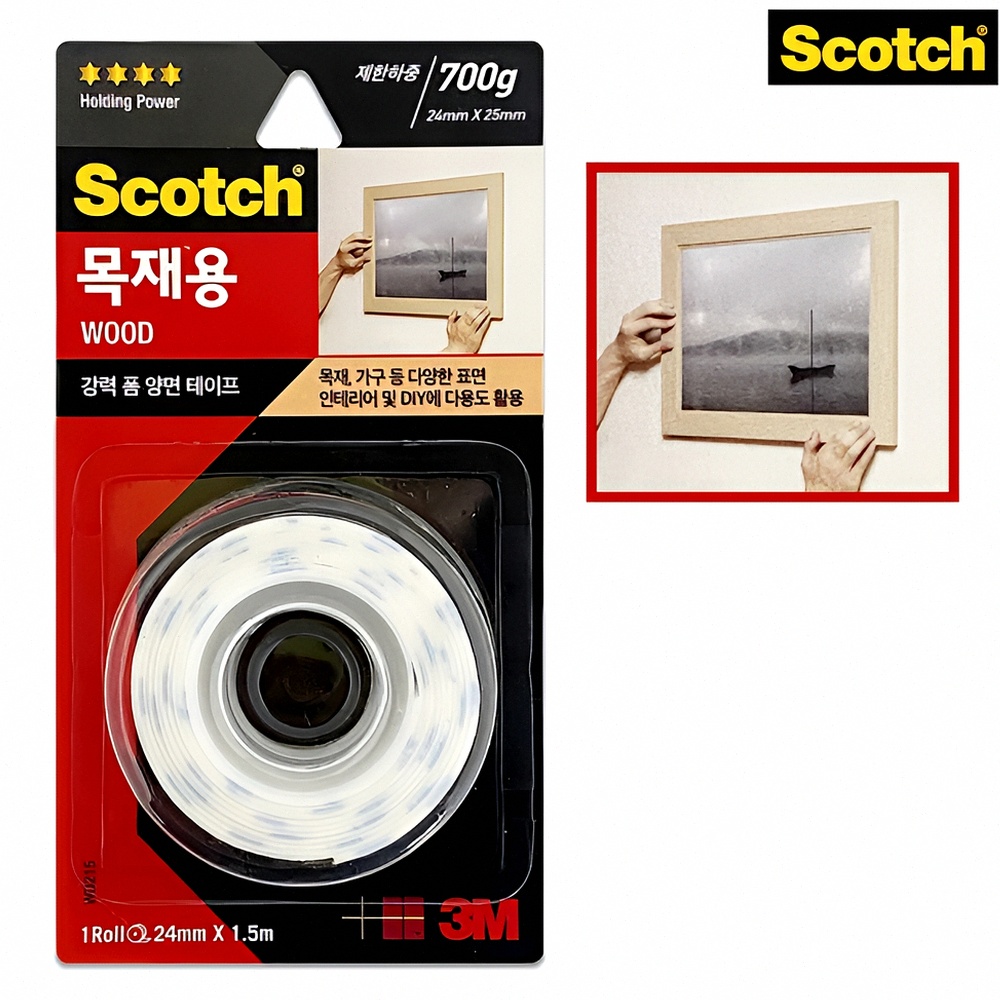 Scotch
Holding Power
제한하중
700g
24mm X 25mm
Scotch
목재용
WOOD
강력 폼 양면 테이프
목재, 가구 등 다양한 표면
인테리어 및 DIY에 다용도 활용
W0215
1Roll 24mm X 1.5m
3M